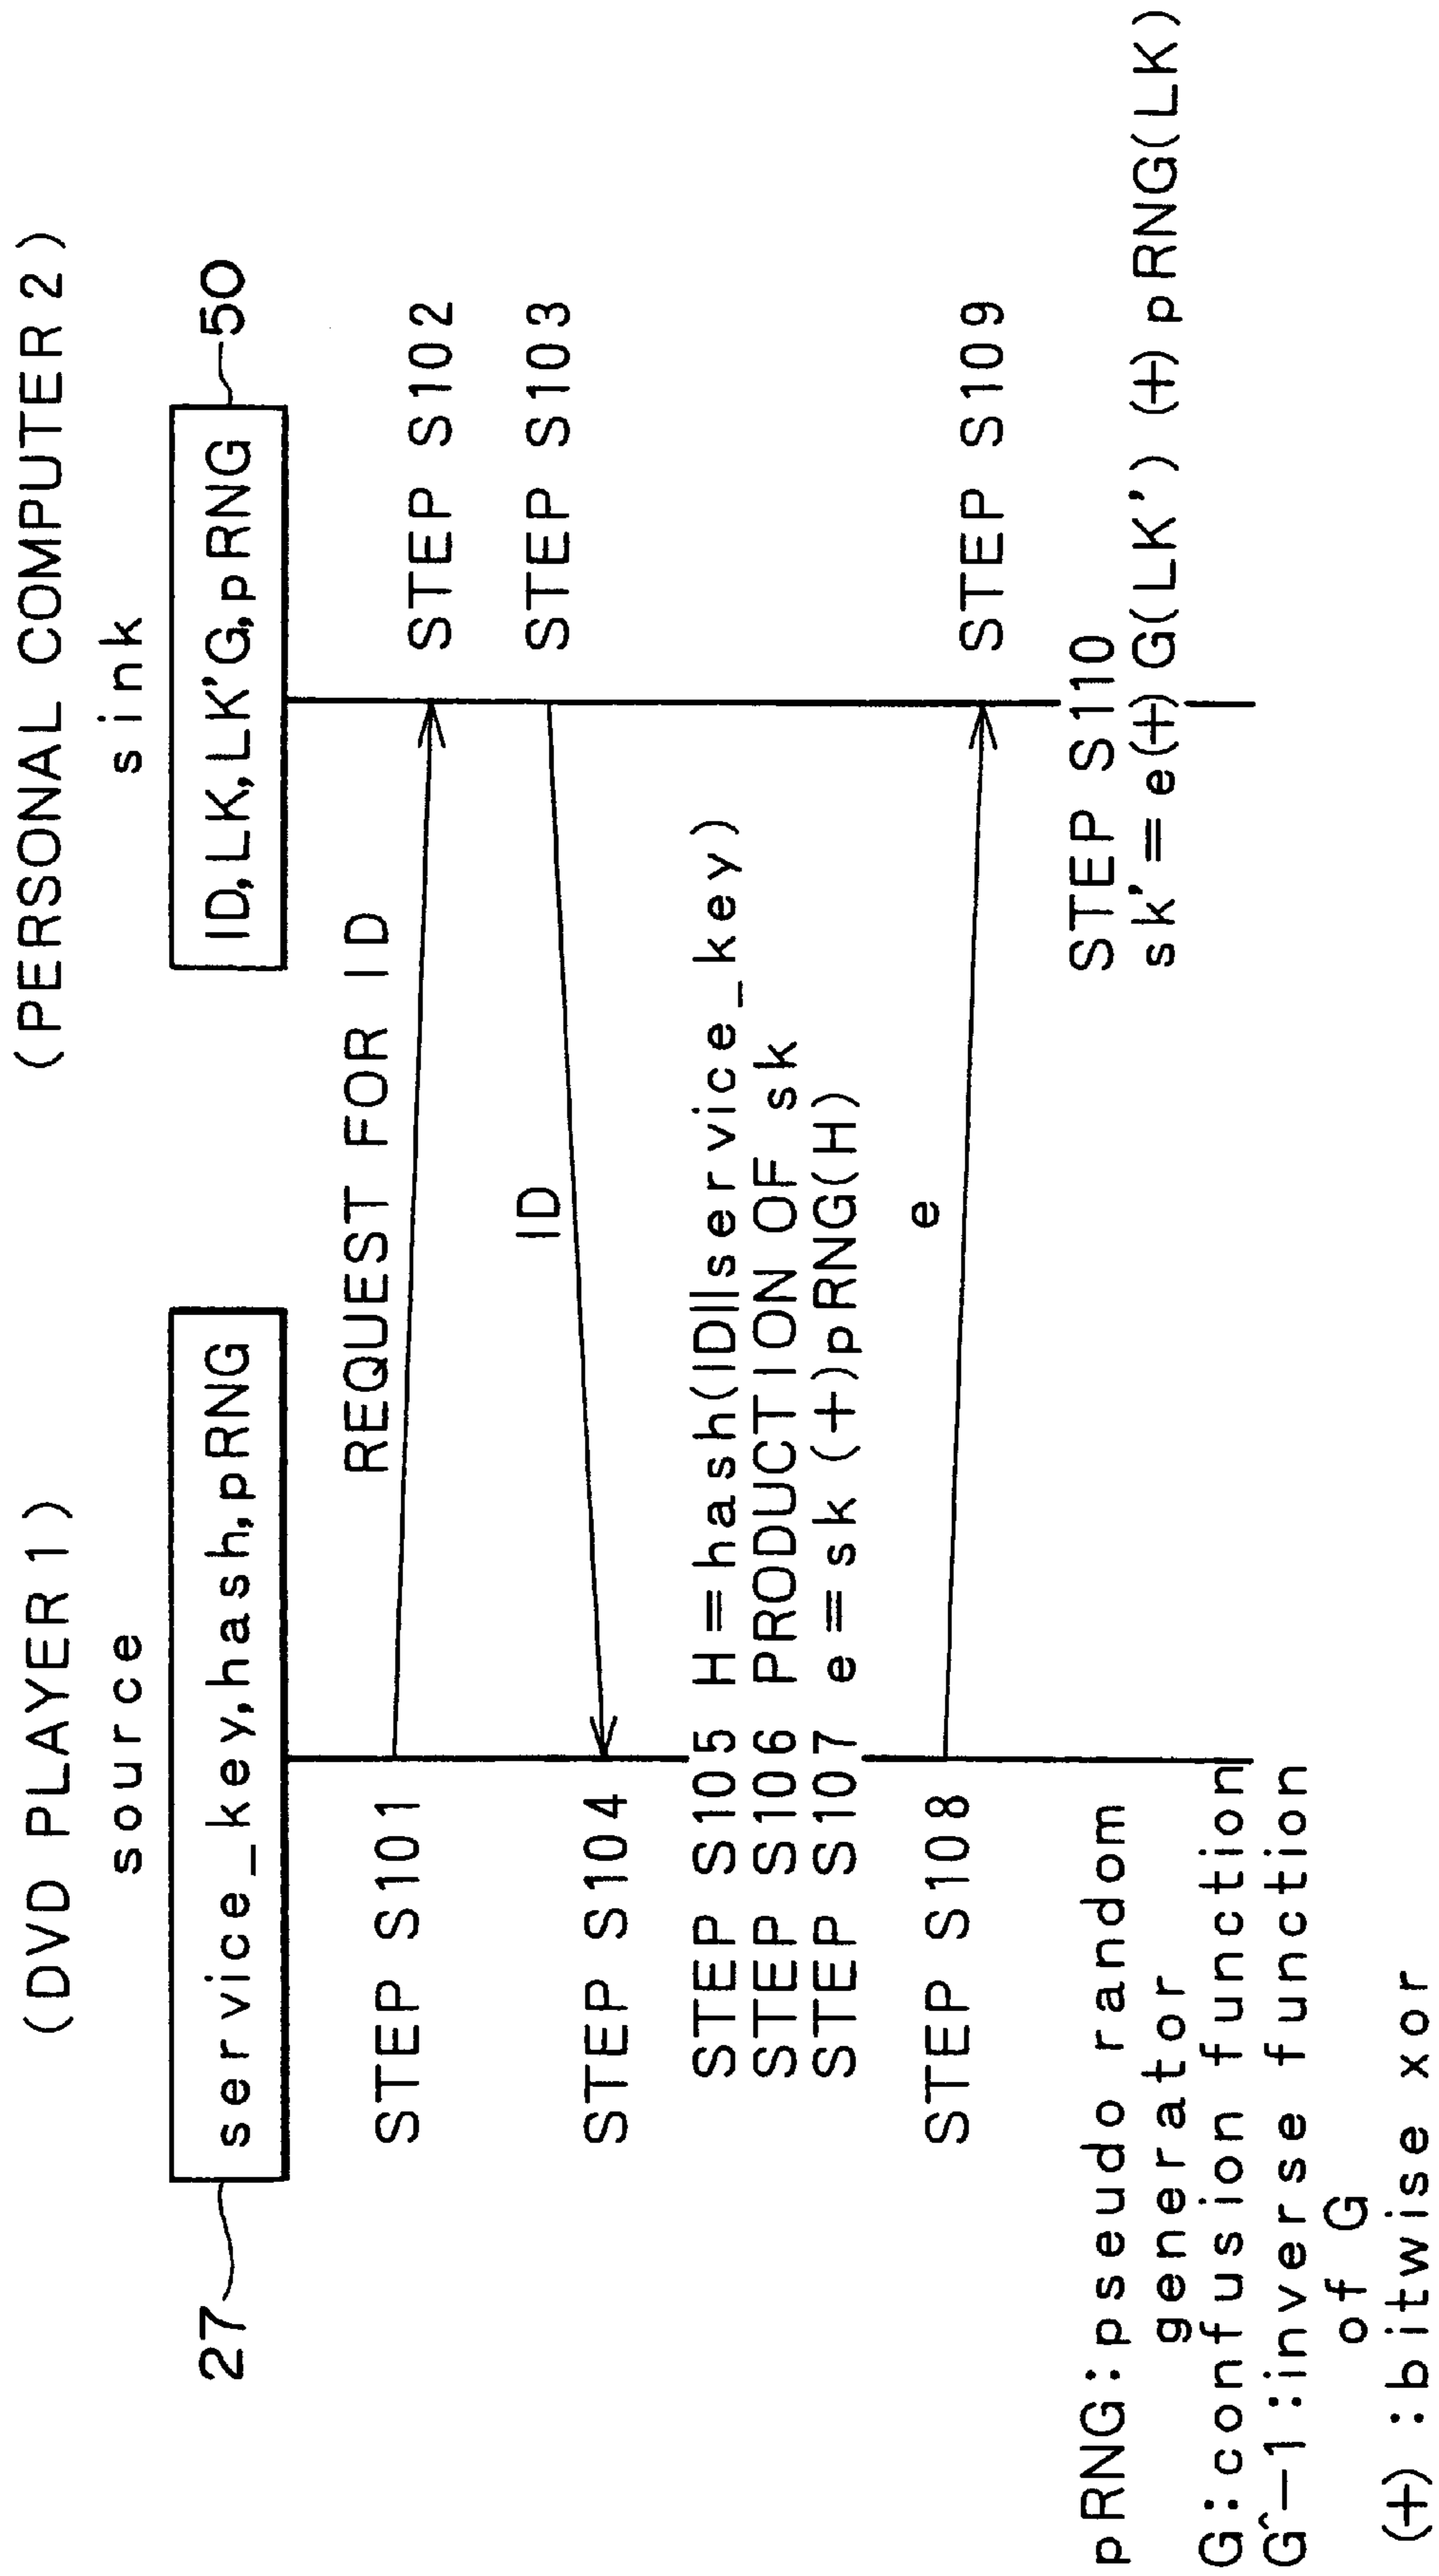 (DVD PLAYER 1)
source
27
service_key,hash,pRNG
(PERSONAL COMPUTER 2)
sink
ID,LK,LK'G,pRNG
50
STEP S101
REQUEST FOR ID
STEP S102
STEP S103
ID
STEP S104
STEP S105 H=hash(ID||service_key)
STEP S106 PRODUCTION OF sk
STEP S107 e=sk (+)pRNG(H)
STEP S108
e
STEP S109
STEP S110
sk'=e(+)G(LK') (+) pRNG(LK)
pRNG:pseudo random
generator
G:confusion function
G^-1:inverse function
of G
(+) :bitwise xor